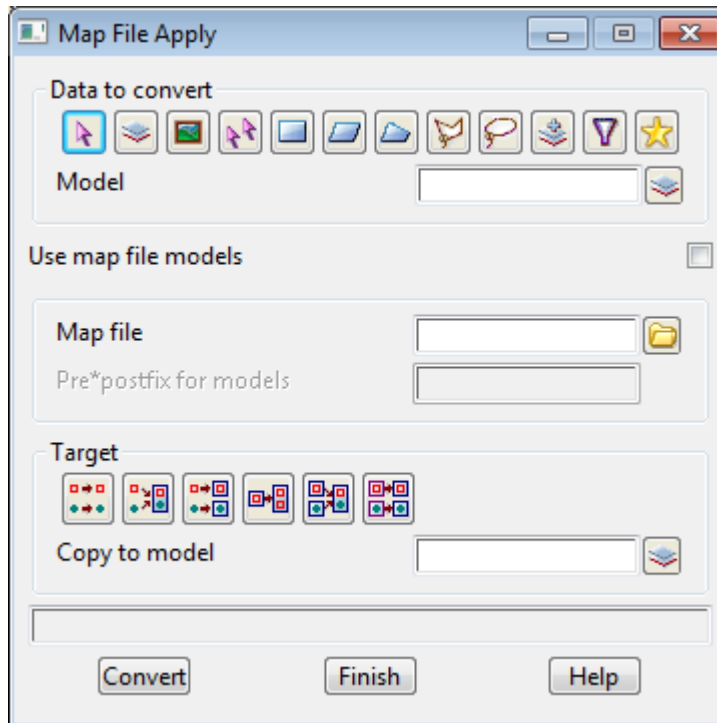 Map File Apply
Data to convert
Model
Use map file models
Map file
Pre*postfix for models
Target
Copy to model
Convert Finish Help